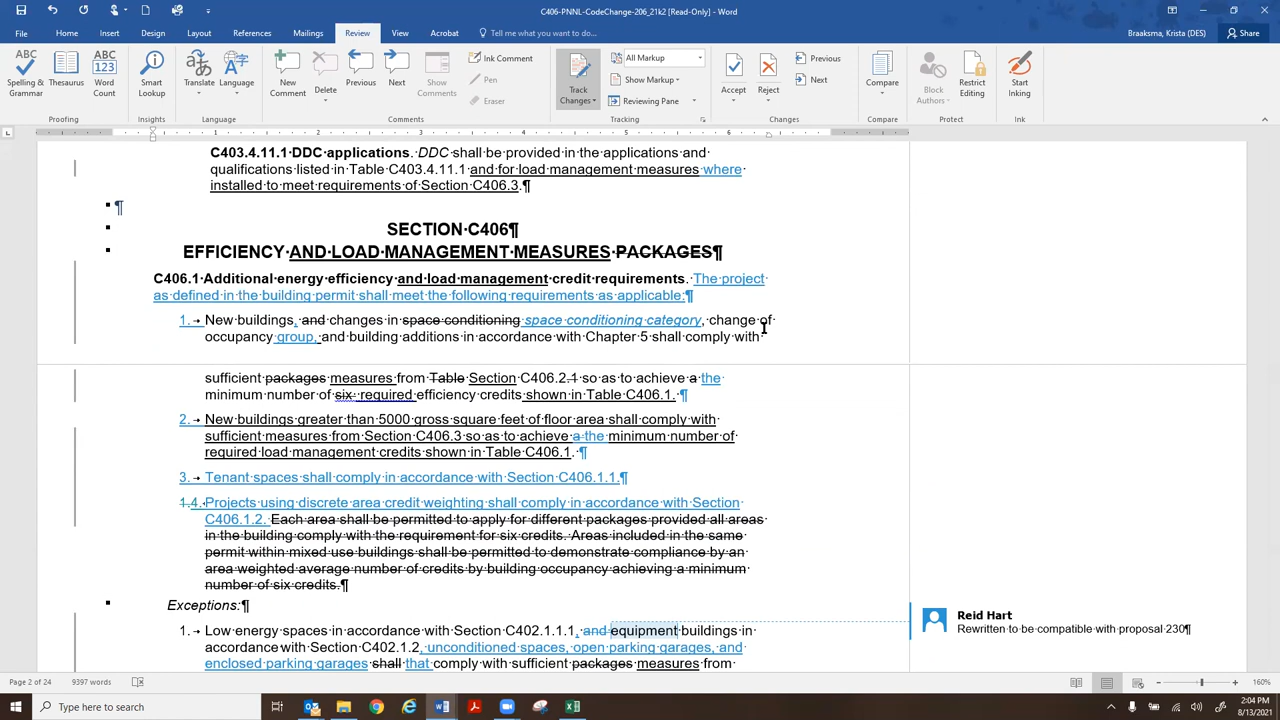 C406-PNNL-CodeChange-206_21k2 [Read-Only] - Word
Braaksma, Krista (DES)
File Home Insert Design Layout References Mailings Review View Acrobat Tell me what you want to do... Share
Spelling & Grammar
Thesaurus
Word Count
Smart Lookup
Translate
Language
New Comment
Delete
Previous
Next
Show Comments
Ink Comment
Pen
Eraser
Track Changes
All Markup
Show Markup
Reviewing Pane
Accept
Reject
Previous
Next
Compare
Block Authors
Restrict Editing
Start Inking
Proofing Insights Language Comments Tracking Changes Compare Protect Ink
1 2 3 4 5 6 7
C403.4.11.1 DDC applications. DDC shall be provided in the applications and
qualifications listed in Table C403.4.11.1 and for load management measures where
installed to meet requirements of Section C406.3.¶
¶
SECTION C406¶
EFFICIENCY AND LOAD MANAGEMENT MEASURES PACKAGES¶
C406.1 Additional energy efficiency and load management credit requirements. The project
as defined in the building permit shall meet the following requirements as applicable:¶
1. New buildings, and changes in space conditioning space conditioning category, change of
occupancy group, and building additions in accordance with Chapter 5 shall comply with
sufficient packages measures from Table Section C406.2.1 so as to achieve a the
minimum number of six required efficiency credits shown in Table C406.1. ¶
2. New buildings greater than 5000 gross square feet of floor area shall comply with
sufficient measures from Section C406.3 so as to achieve a the minimum number of
required load management credits shown in Table C406.1. ¶
3. Tenant spaces shall comply in accordance with Section C406.1.1.¶
1.4. Projects using discrete area credit weighting shall comply in accordance with Section
C406.1.2. Each area shall be permitted to apply for different packages provided all areas
in the building comply with the requirement for six credits. Areas included in the same
permit within mixed use buildings shall be permitted to demonstrate compliance by an
area weighted average number of credits by building occupancy achieving a minimum
number of six credits.¶
Exceptions:¶
1. Low energy spaces in accordance with Section C402.1.1.1, and equipment buildings in
accordance with Section C402.1.2, unconditioned spaces, open parking garages, and
enclosed parking garages shall that comply with sufficient packages measures from
Reid Hart
Rewritten to be compatible with proposal 230¶
Page 2 of 24 9397 words 160%
Type here to search
2:04 PM
8/13/2021